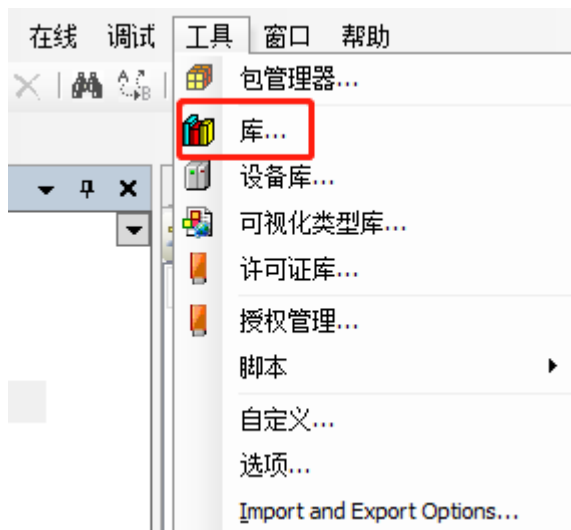 在线 调试 工具 窗口 帮助
包管理器...
库...
设备库...
可视化类型库...
许可证库...
授权管理...
脚本
自定义...
选项...
Import and Export Options...